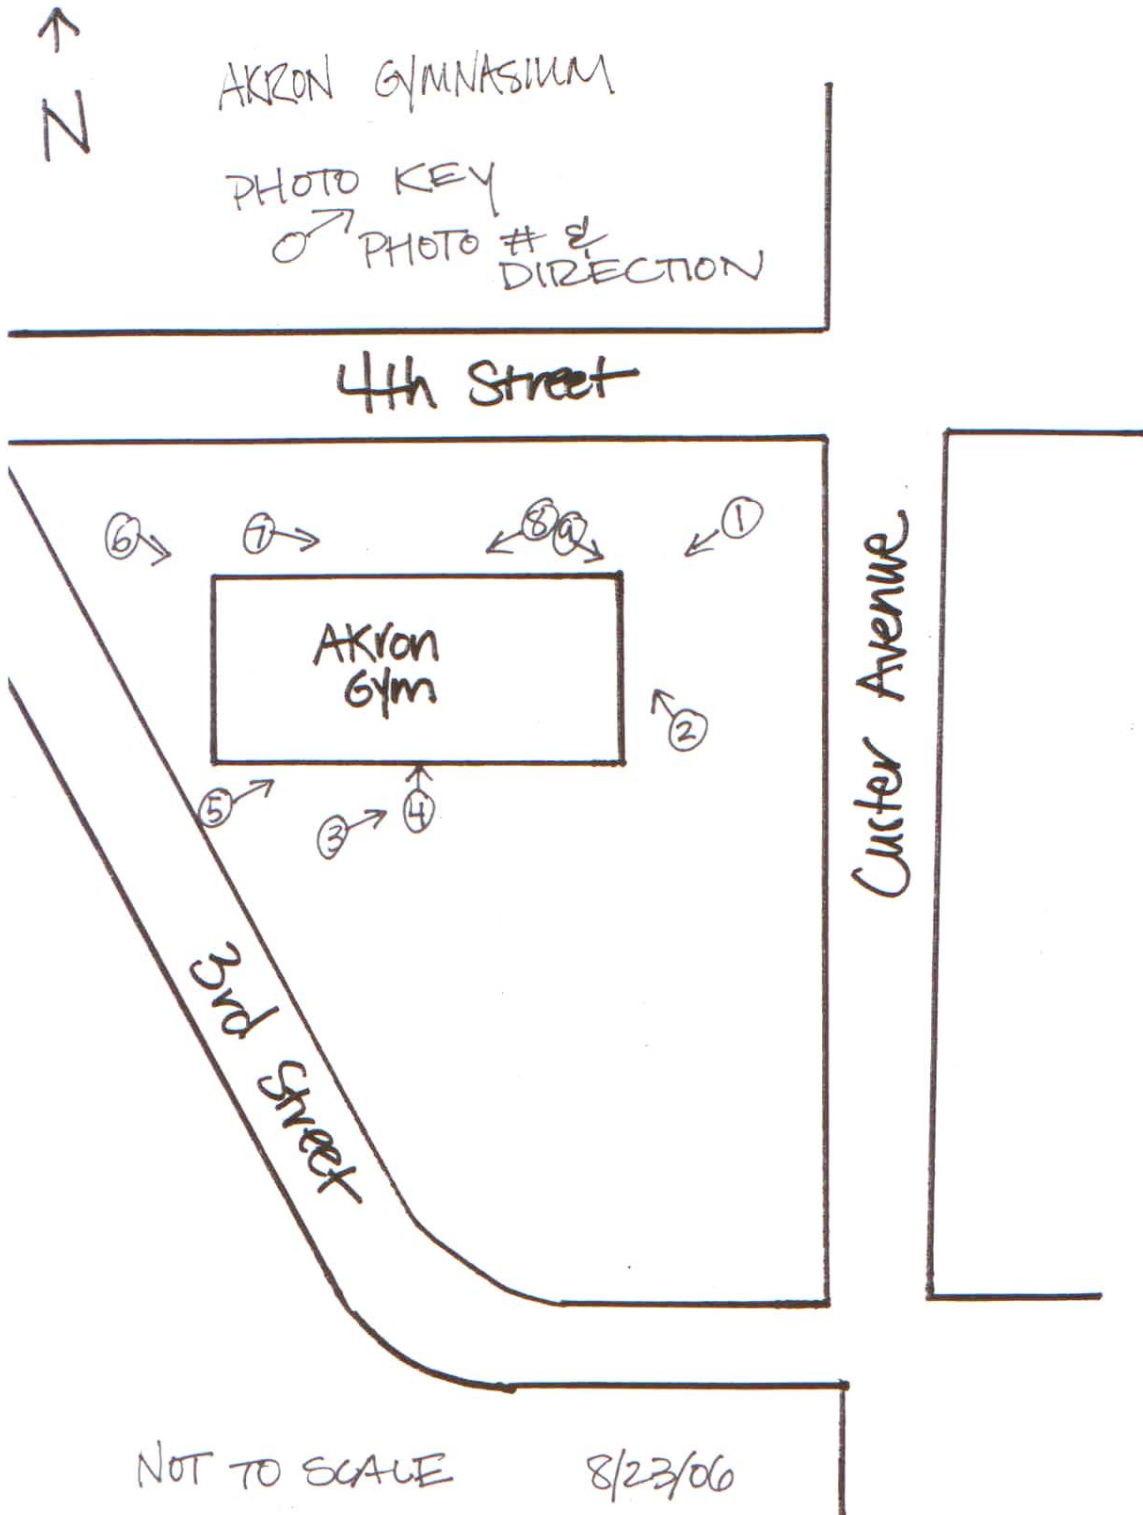 N
AKRON GYMNASIUM
PHOTO KEY
PHOTO # &
DIRECTION
4th Street
6
7
8
9
1
AKron
Gym
2
Custer Avenue
5
3
4
3rd Street
NOT TO SCALE
8/23/06